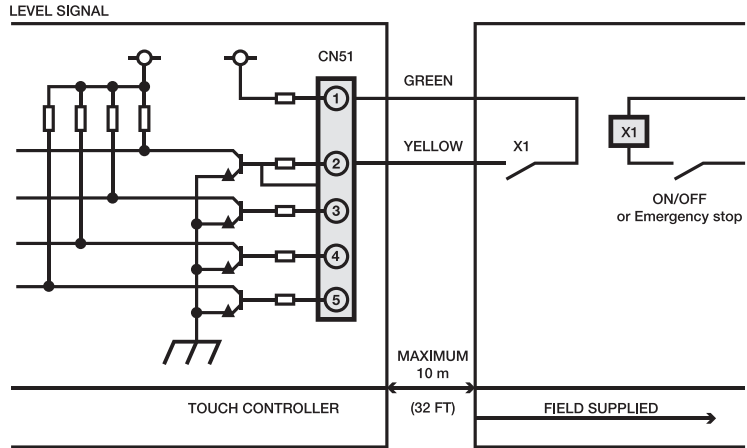 LEVEL SIGNAL
CN51
1
GREEN
2
YELLOW
X1
X1
3
ON/OFF
or Emergency stop
4
5
MAXIMUM
10 m
(32 FT)
TOUCH CONTROLLER
FIELD SUPPLIED